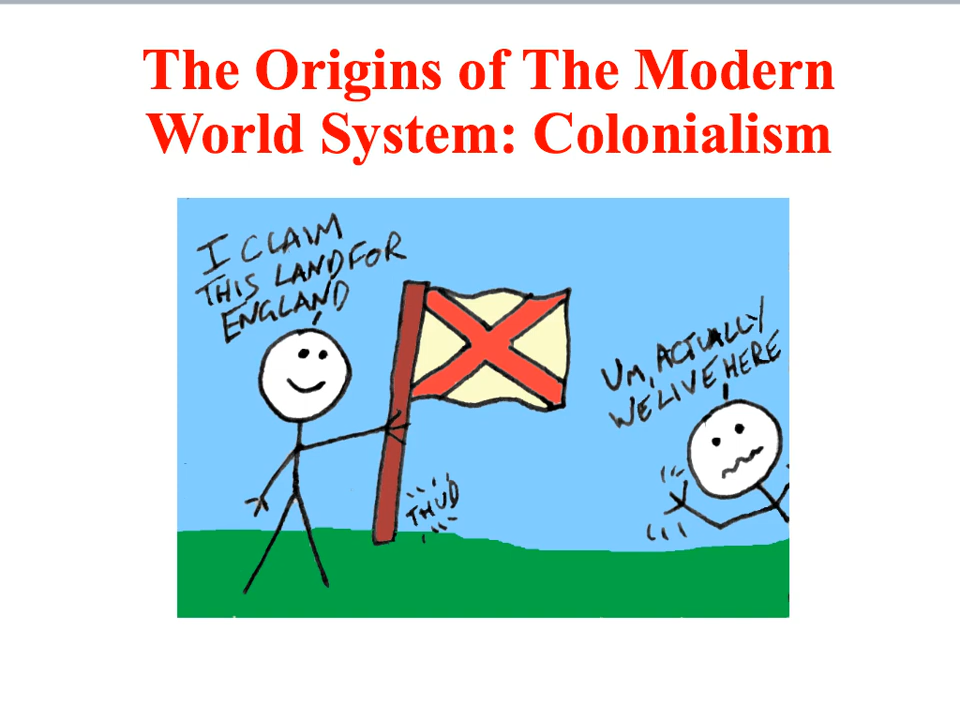 The Origins of The Modern
World System: Colonialism
I CLAIM
THIS LAND FOR
ENGLAND
UM, ACTUALLY
WE LIVE HERE
THUD